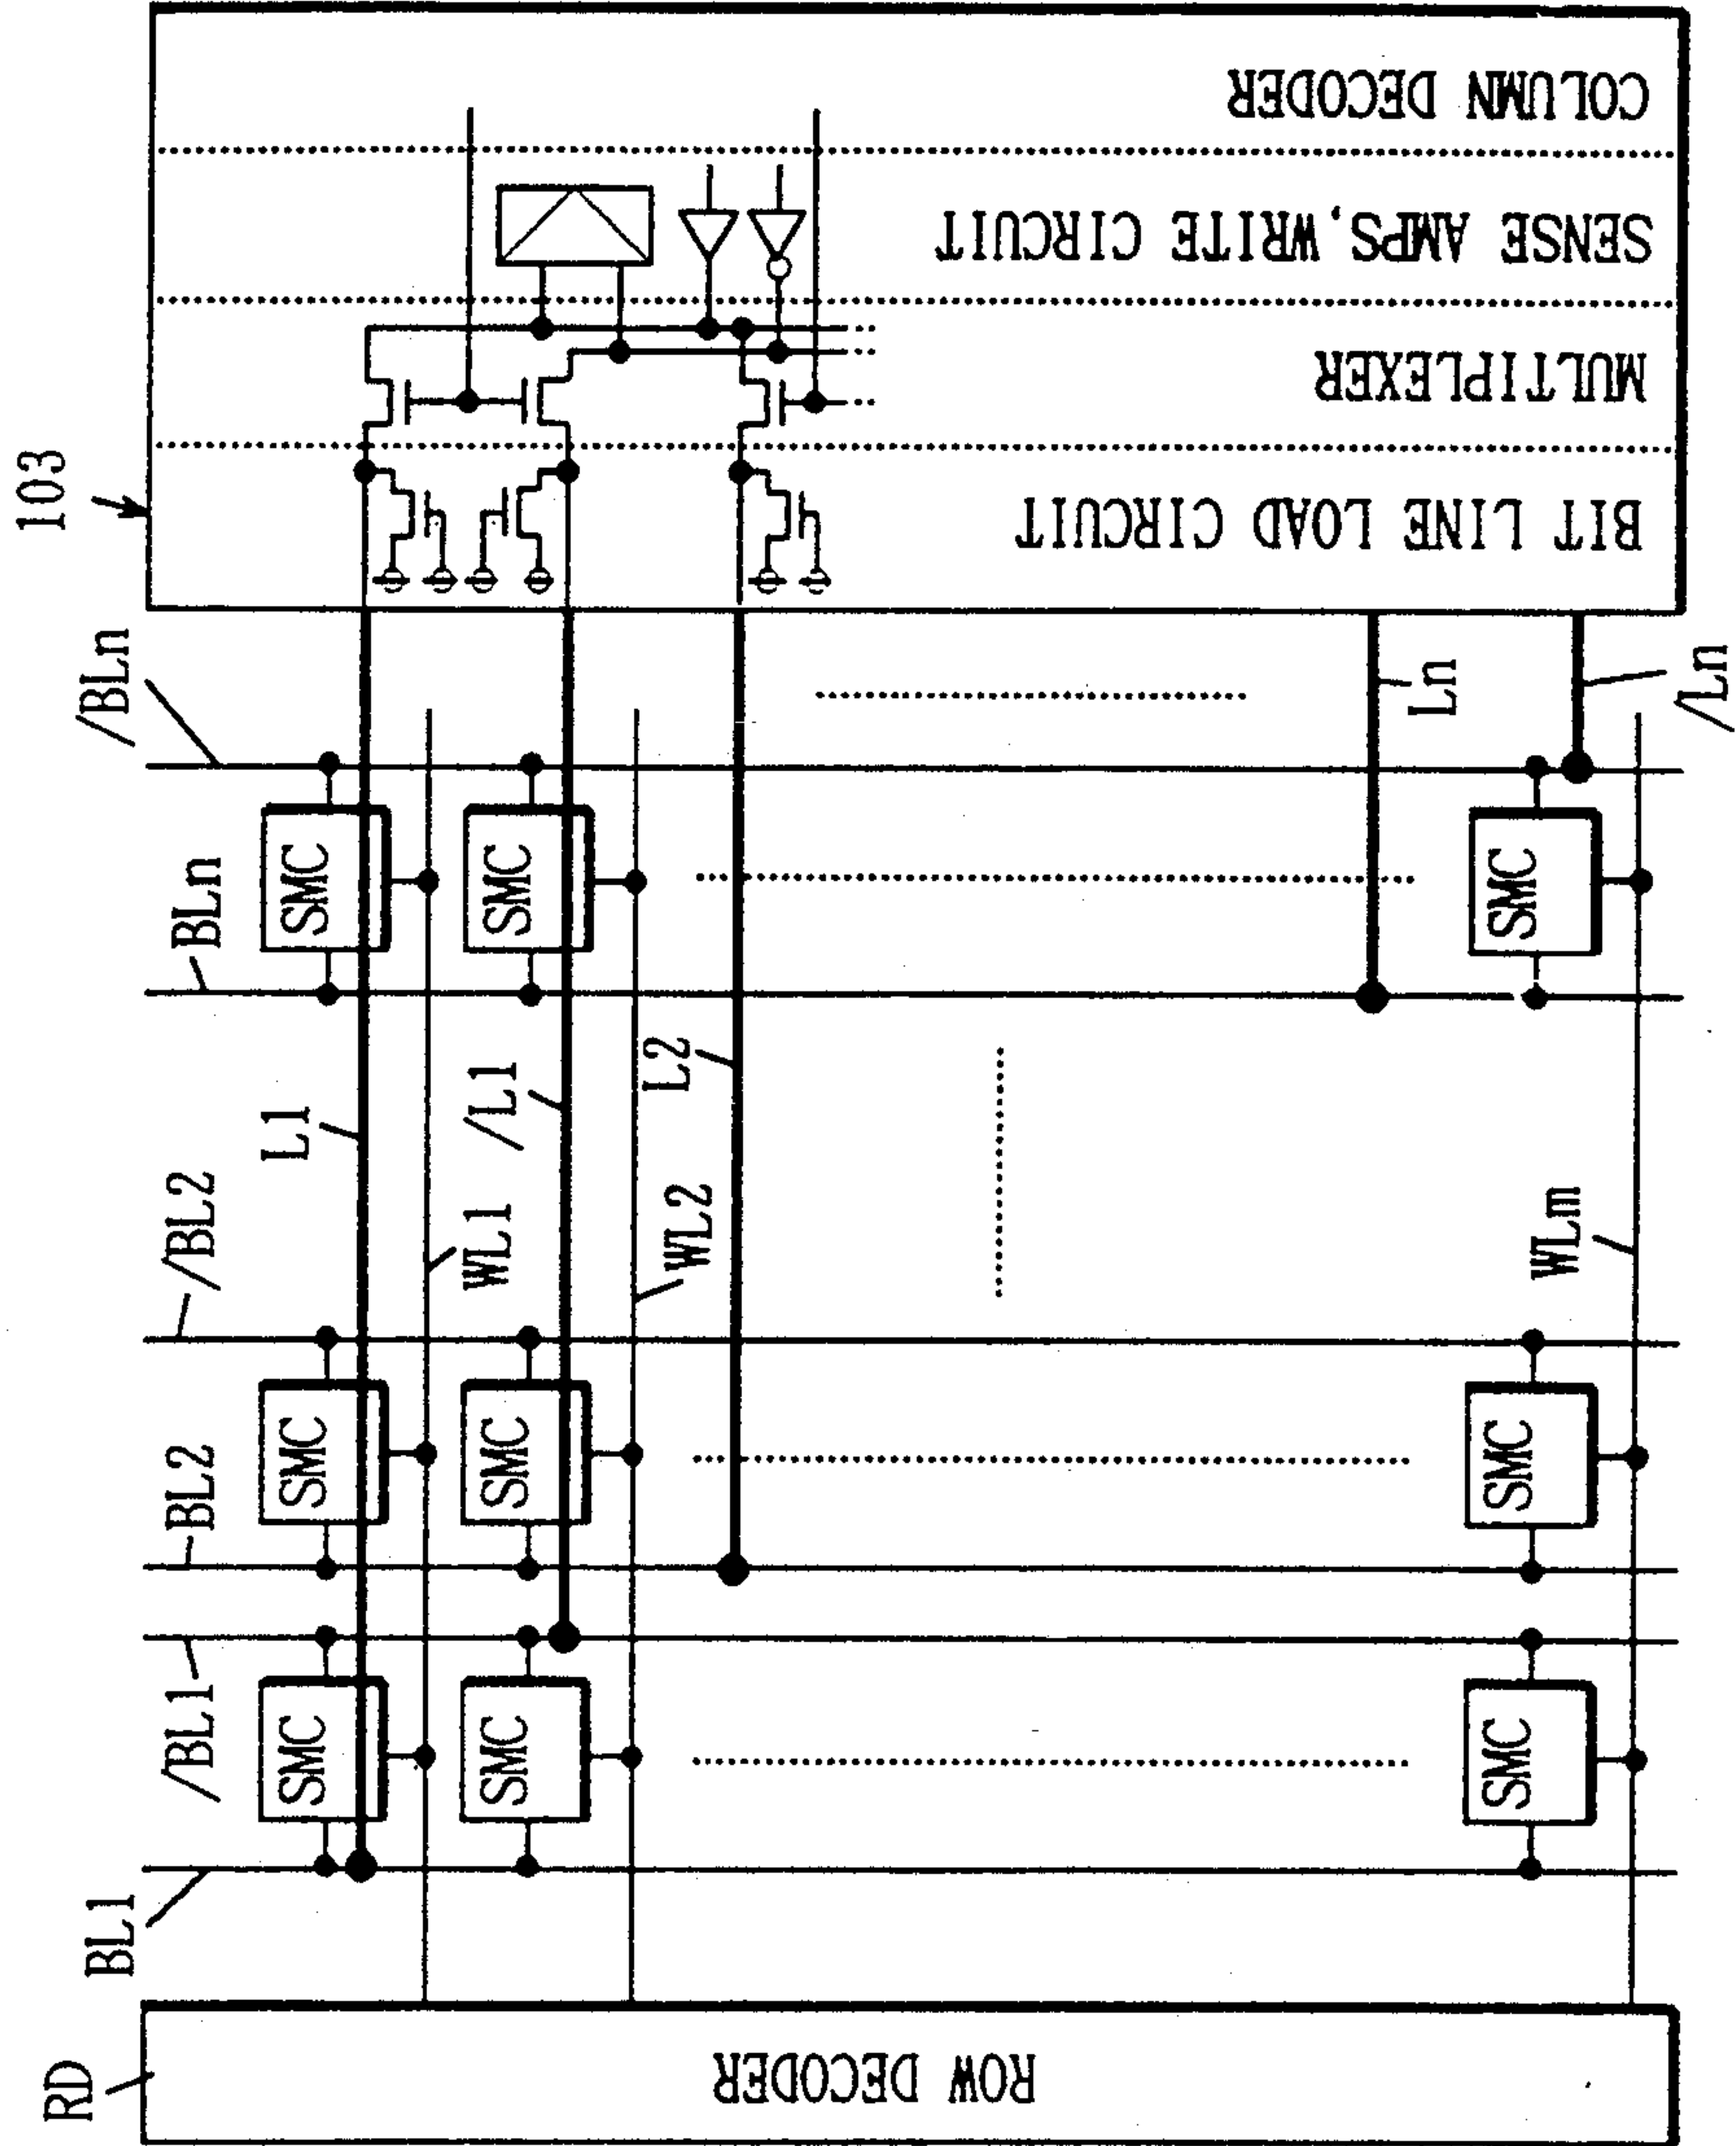 103
COLUMN DECODER
SENSE AMPS, WRITE CIRCUIT
MULTIPLEXER
BIT LINE LOAD CIRCUIT
/BLn
BLn
/BL2
BL2
/BL1
BL1
L1
/L1
L2
Ln
/Ln
WL1
WL2
WLm
SMC
SMC
SMC
SMC
SMC
SMC
SMC
SMC
SMC
RD
ROW DECODER